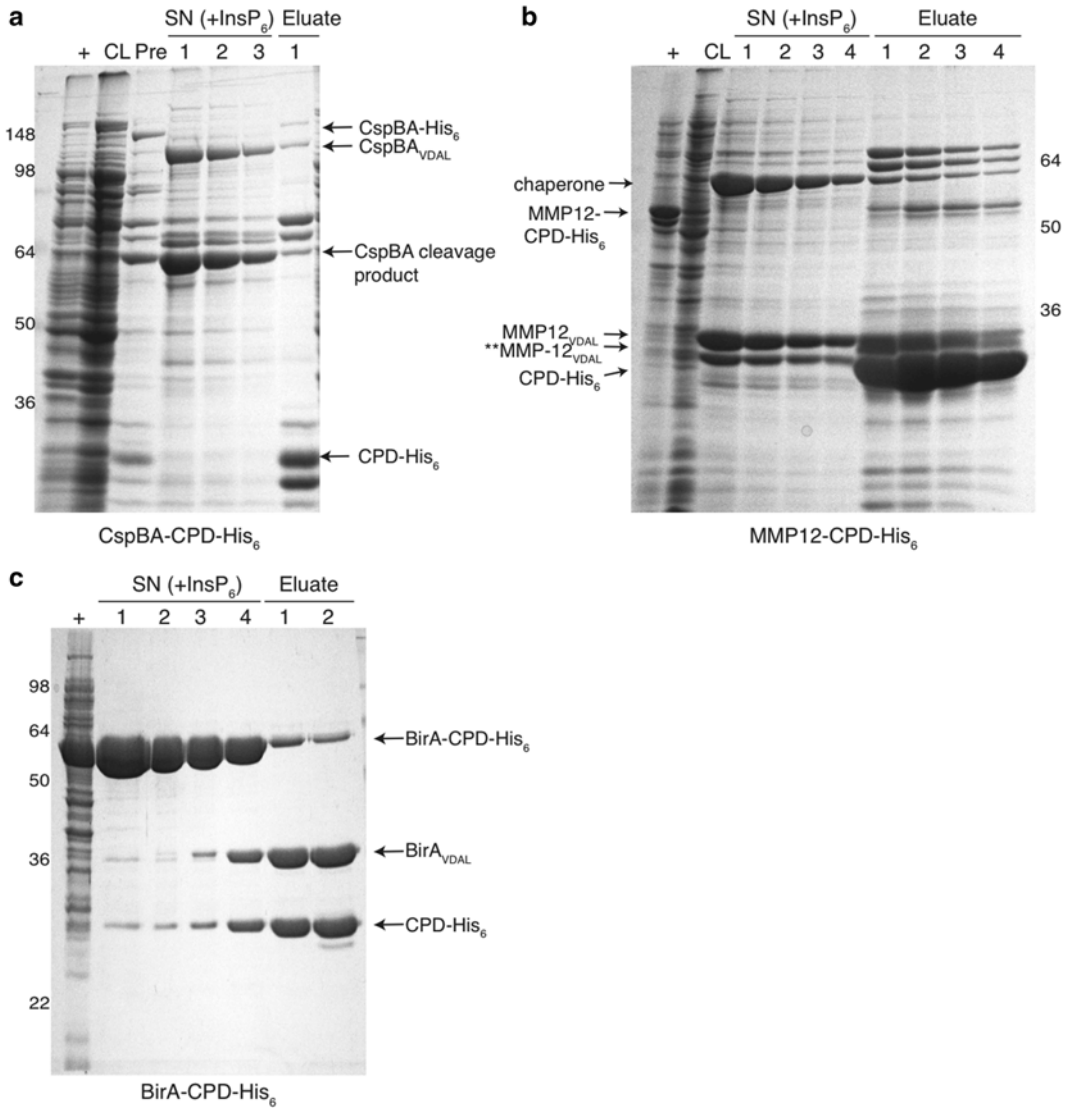 a
SN (+InsP6) Eluate
+ CL Pre 1 2 3 1
148
98
64
50
36
CspBA-His6
CspBAVDAL
CspBA cleavage
product
CPD-His6
CspBA-CPD-His6
b
SN (+InsP6) Eluate
+ CL 1 2 3 4 1 2 3 4
chaperone
MMP12-
CPD-His6
MMP12VDAL
**MMP-12VDAL
CPD-His6
64
50
36
MMP12-CPD-His6
c
SN (+InsP6) Eluate
+ 1 2 3 4 1 2
98
64
50
36
22
BirA-CPD-His6
BirAVDAL
CPD-His6
BirA-CPD-His6